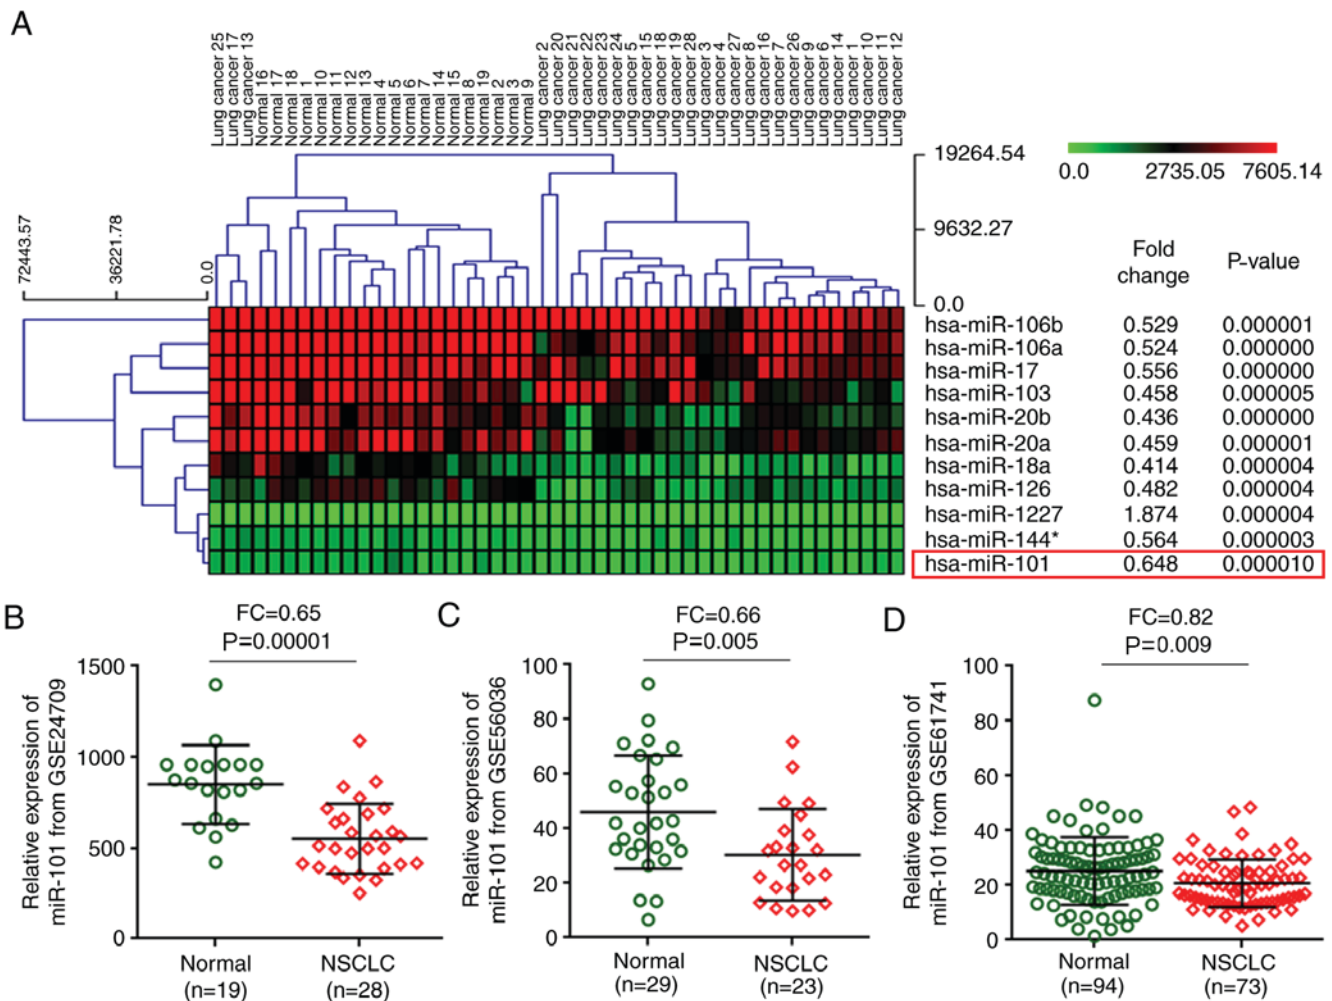 A
Lung cancer 25
Lung cancer 17
Lung cancer 13
Normal 16
Normal 17
Normal 18
Normal 1
Normal 10
Normal 11
Normal 12
Normal 13
Normal 4
Normal 5
Normal 6
Normal 7
Normal 14
Normal 15
Normal 8
Normal 19
Normal 2
Normal 3
Normal 9
Lung cancer 2
Lung cancer 20
Lung cancer 21
Lung cancer 22
Lung cancer 23
Lung cancer 24
Lung cancer 5
Lung cancer 15
Lung cancer 18
Lung cancer 19
Lung cancer 28
Lung cancer 3
Lung cancer 4
Lung cancer 27
Lung cancer 8
Lung cancer 16
Lung cancer 7
Lung cancer 26
Lung cancer 9
Lung cancer 6
Lung cancer 14
Lung cancer 1
Lung cancer 10
Lung cancer 11
Lung cancer 12
19264.54
9632.27
0.0
0.0 2735.05 7605.14
72443.57
36221.78
0.0
Fold change P-value
hsa-miR-106b 0.529 0.000001
hsa-miR-106a 0.524 0.000000
hsa-miR-17 0.556 0.000000
hsa-miR-103 0.458 0.000005
hsa-miR-20b 0.436 0.000000
hsa-miR-20a 0.459 0.000001
hsa-miR-18a 0.414 0.000004
hsa-miR-126 0.482 0.000004
hsa-miR-1227 1.874 0.000004
hsa-miR-144* 0.564 0.000003
hsa-miR-101 0.648 0.000010
B
FC=0.65
P=0.00001
Relative expression of
miR-101 from GSE24709
1500
1000
500
0
Normal
(n=19)
NSCLC
(n=28)
C
FC=0.66
P=0.005
Relative expression of
miR-101 from GSE56036
100
80
60
40
20
0
Normal
(n=29)
NSCLC
(n=23)
D
FC=0.82
P=0.009
Relative expression of
miR-101 from GSE61741
100
80
60
40
20
0
Normal
(n=94)
NSCLC
(n=73)